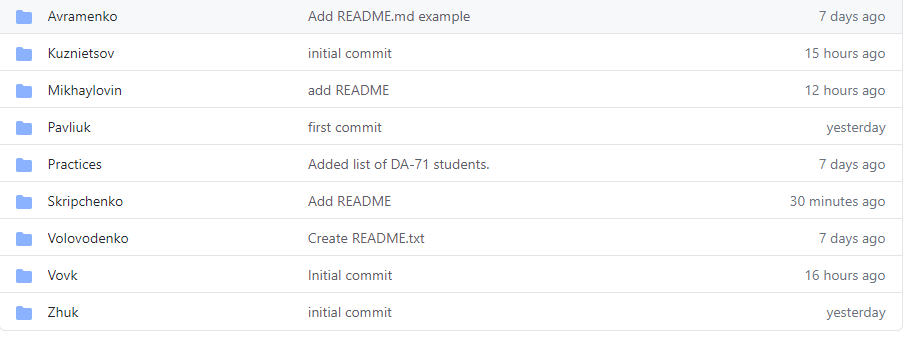 Avramenko Add README.md example 7 days ago
Kuznietsov initial commit 15 hours ago
Mikhaylovin add README 12 hours ago
Pavliuk first commit yesterday
Practices Added list of DA-71 students. 7 days ago
Skripchenko Add README 30 minutes ago
Volovodenko Create README.txt 7 days ago
Vovk Initial commit 16 hours ago
Zhuk initial commit yesterday